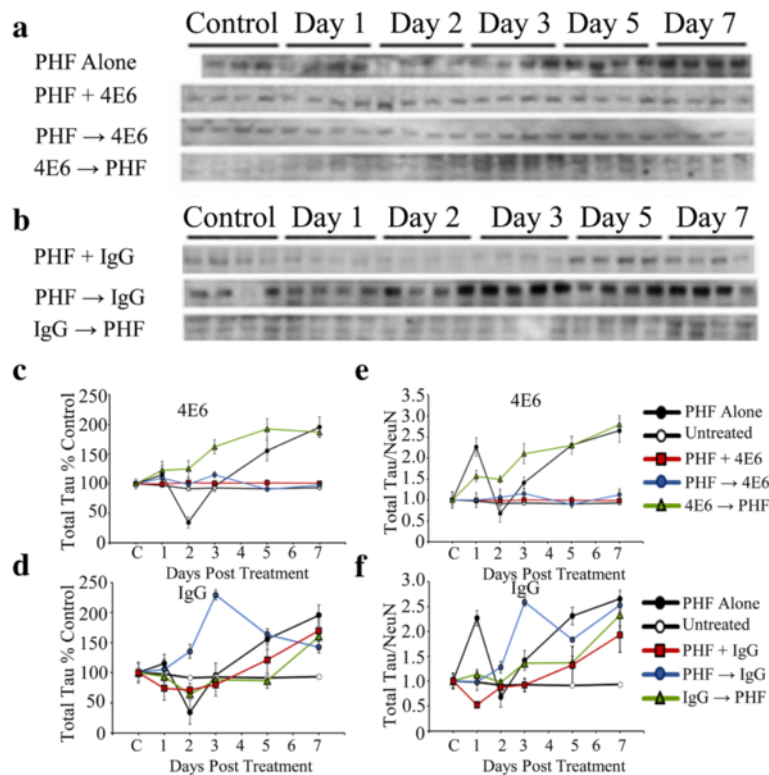 a
Control Day 1 Day 2 Day 3 Day 5 Day 7
PHF Alone
PHF + 4E6
PHF → 4E6
4E6 → PHF
b
Control Day 1 Day 2 Day 3 Day 5 Day 7
PHF + IgG
PHF → IgG
IgG → PHF
c
4E6
Total Tau % Control
250
200
150
100
50
0
C 1 2 3 4 5 6 7
Days Post Treatment
e
4E6
Total Tau/NeuN
3.0
2.5
2.0
1.5
1.0
0.5
0.0
C 1 2 3 4 5 6 7
Days Post Treatment
PHF Alone
Untreated
PHF + 4E6
PHF → 4E6
4E6 → PHF
d
IgG
Total Tau % Control
250
200
150
100
50
0
C 1 2 3 4 5 6 7
Days Post Treatment
f
IgG
Total Tau/NeuN
3.0
2.5
2.0
1.5
1.0
0.5
0.0
C 1 2 3 4 5 6 7
Days Post Treatment
PHF Alone
Untreated
PHF + IgG
PHF → IgG
IgG → PHF